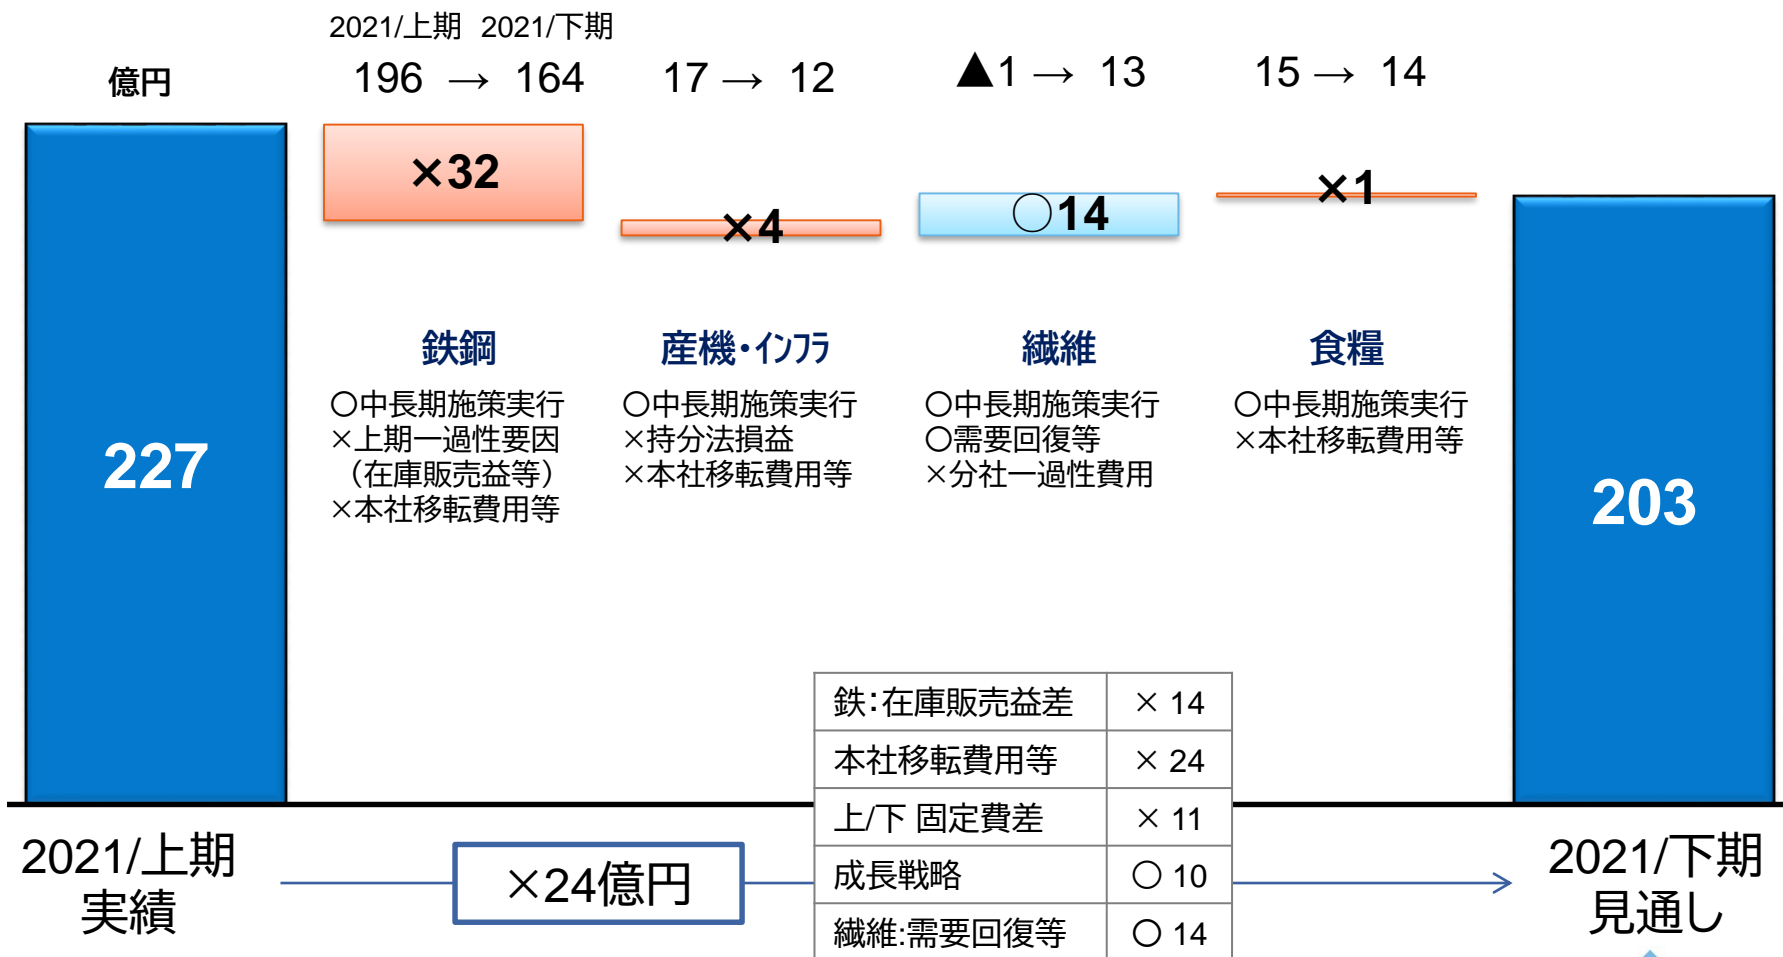 億円
2021/上期 2021/下期
196 → 164
17 → 12
▲1 → 13
15 → 14
×32
×4
○14
×1
227
203
鉄鋼
○中長期施策実行
×上期一過性要因
（在庫販売益等）
×本社移転費用等
産機・ｲﾝﾌﾗ
○中長期施策実行
×持分法損益
×本社移転費用等
繊維
○中長期施策実行
○需要回復等
×分社一過性費用
食糧
○中長期施策実行
×本社移転費用等
鉄：在庫販売益差 × 14
本社移転費用等 × 24
上/下 固定費差 × 11
成長戦略 ○ 10
繊維:需要回復等 ○ 14
2021/上期
実績
×24億円
2021/下期
見通し